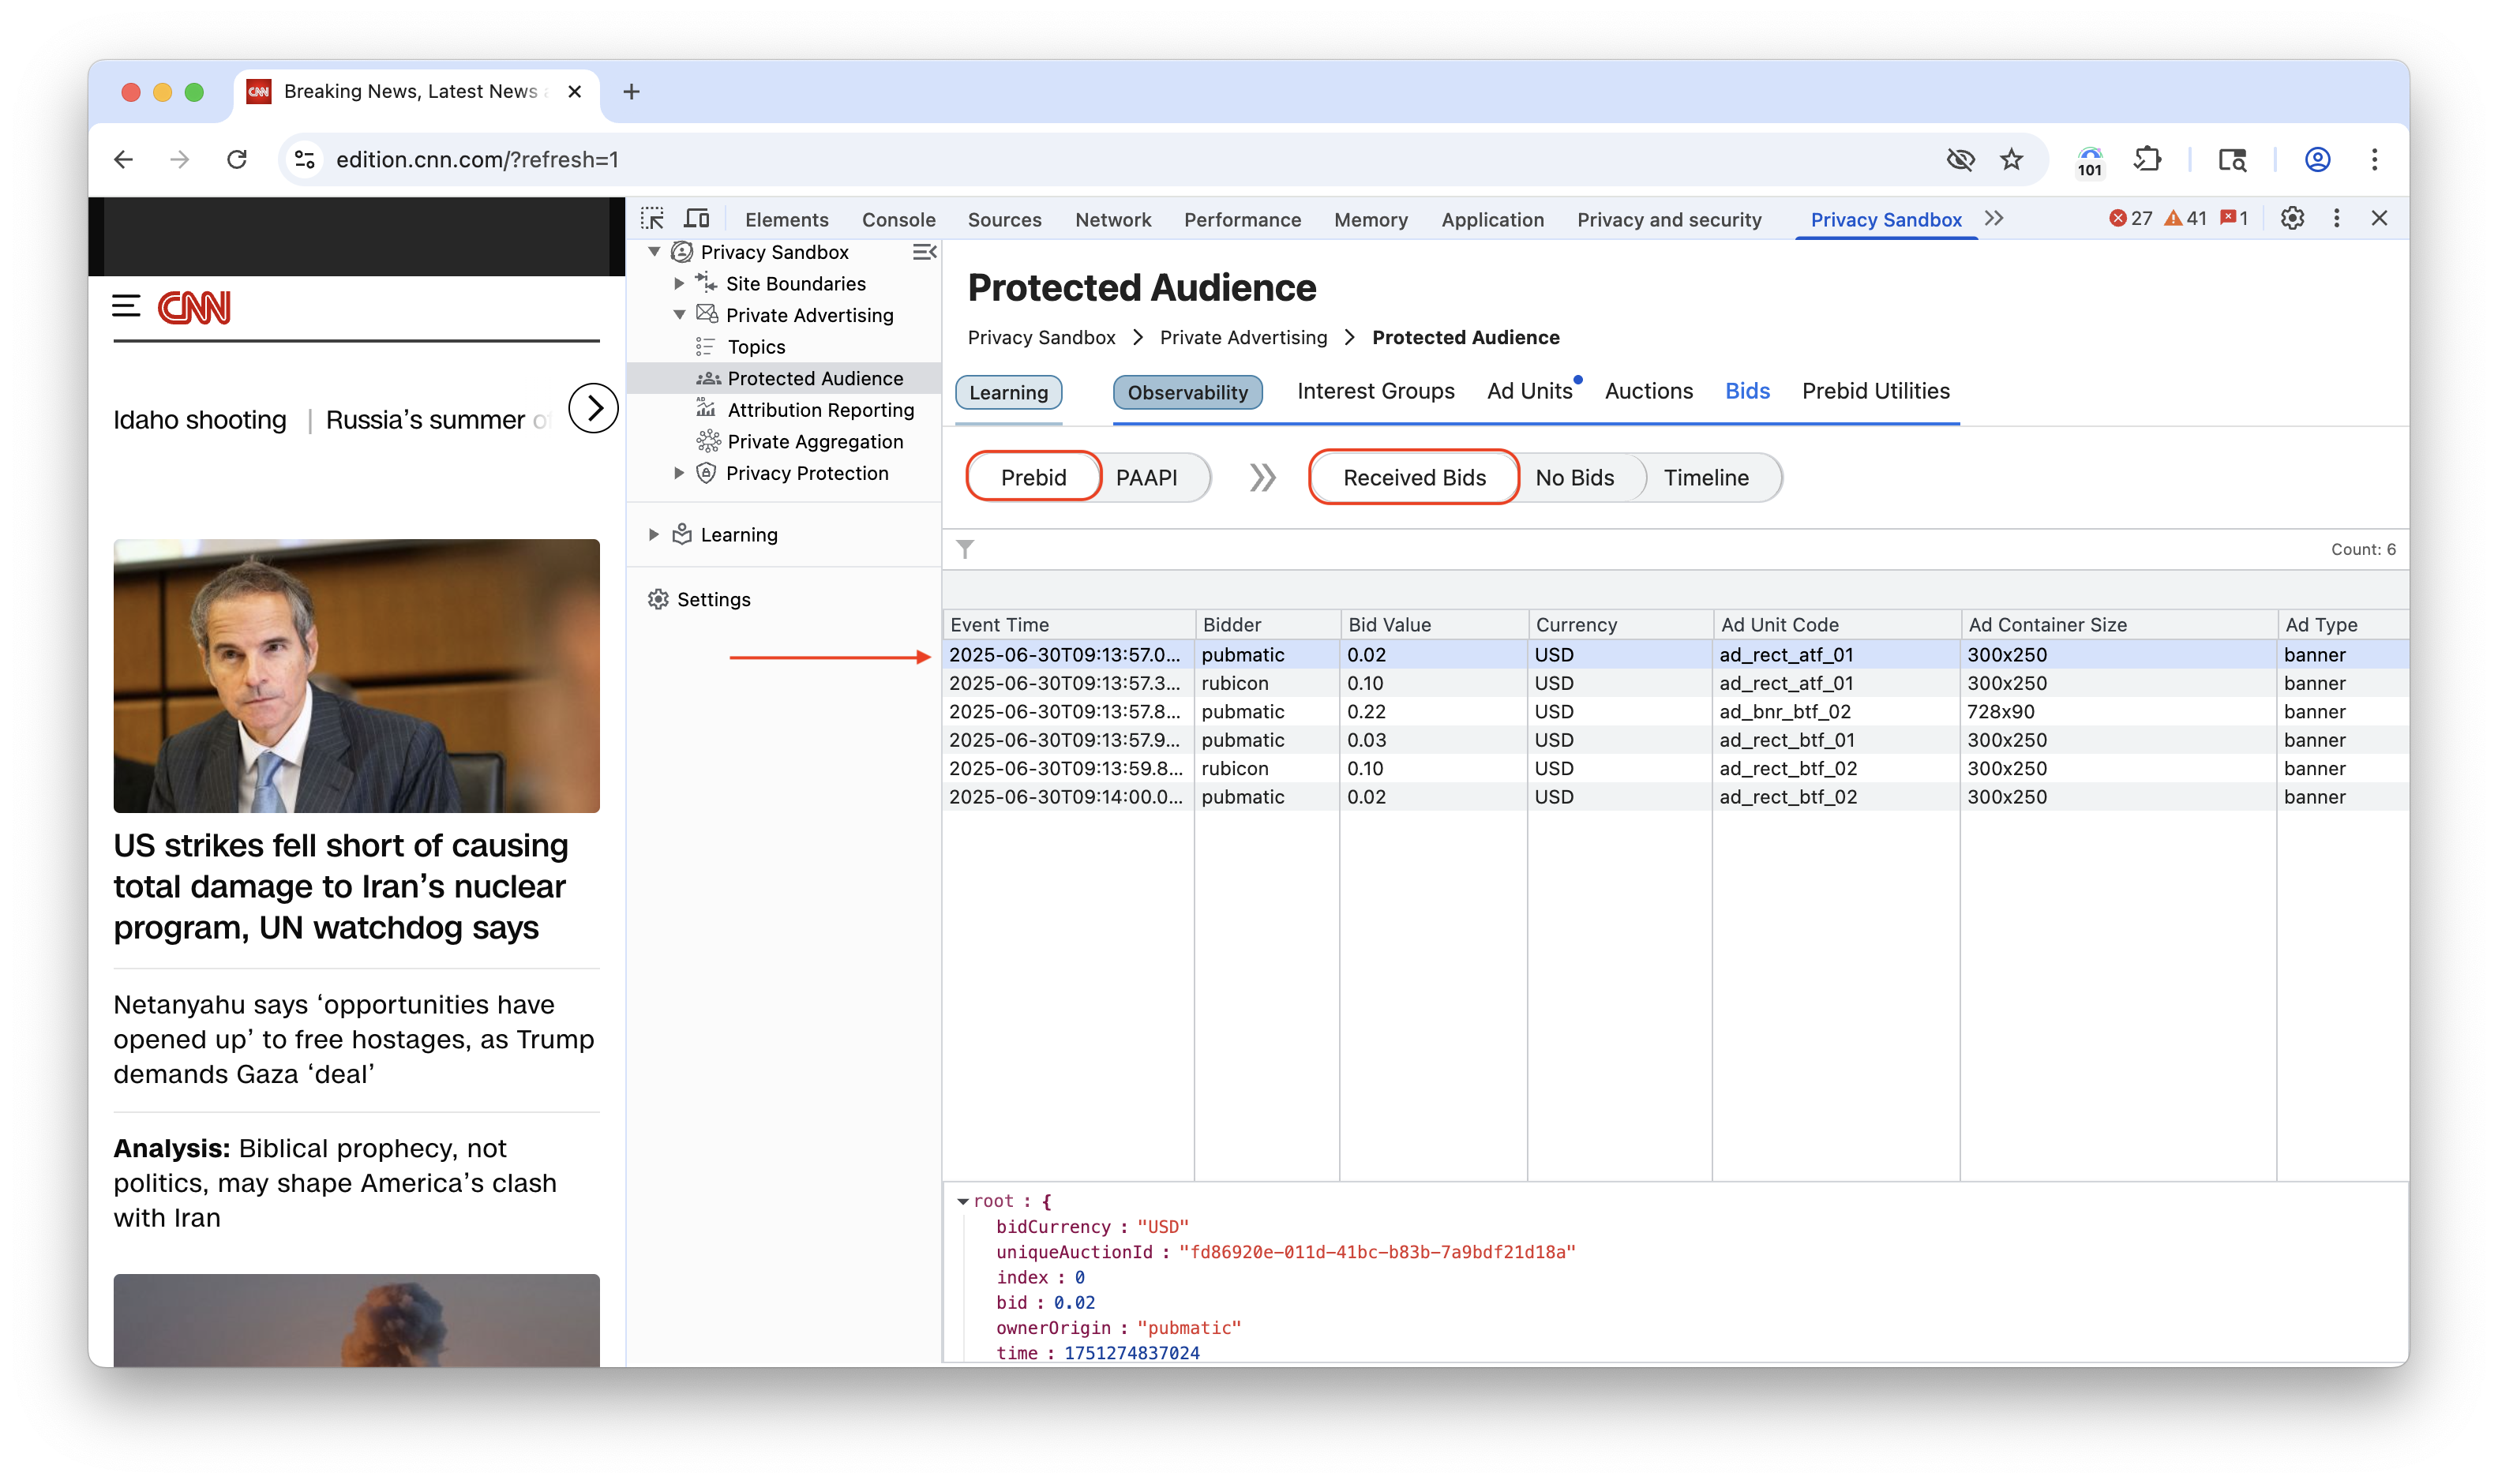 CNN Breaking News, Latest News
edition.cnn.com/?refresh=1
101
CNN
Idaho shooting | Russia’s summer o
US strikes fell short of causing
total damage to Iran’s nuclear
program, UN watchdog says
Netanyahu says ‘opportunities have
opened up’ to free hostages, as Trump
demands Gaza ‘deal’
Analysis: Biblical prophecy, not
politics, may shape America’s clash
with Iran
Elements Console Sources Network Performance Memory Application Privacy and security Privacy Sandbox 27 41 1
Privacy Sandbox
Site Boundaries
Private Advertising
Topics
Protected Audience
Attribution Reporting
Private Aggregation
Privacy Protection
Learning
Settings
Protected Audience
Privacy Sandbox > Private Advertising > Protected Audience
Learning Observability Interest Groups Ad Units Auctions Bids Prebid Utilities
Prebid PAAPI Received Bids No Bids Timeline
Count: 6
Event Time Bidder Bid Value Currency Ad Unit Code Ad Container Size Ad Type
2025-06-30T09:13:57.0... pubmatic 0.02 USD ad_rect_atf_01 300x250 banner
2025-06-30T09:13:57.3... rubicon 0.10 USD ad_rect_atf_01 300x250 banner
2025-06-30T09:13:57.8... pubmatic 0.22 USD ad_bnr_btf_02 728x90 banner
2025-06-30T09:13:57.9... pubmatic 0.03 USD ad_rect_btf_01 300x250 banner
2025-06-30T09:13:59.8... rubicon 0.10 USD ad_rect_btf_02 300x250 banner
2025-06-30T09:14:00.0... pubmatic 0.02 USD ad_rect_btf_02 300x250 banner
root : {
bidCurrency : "USD"
uniqueAuctionId : "fd86920e-011d-41bc-b83b-7a9bdf21d18a"
index : 0
bid : 0.02
ownerOrigin : "pubmatic"
time : 1751274837024